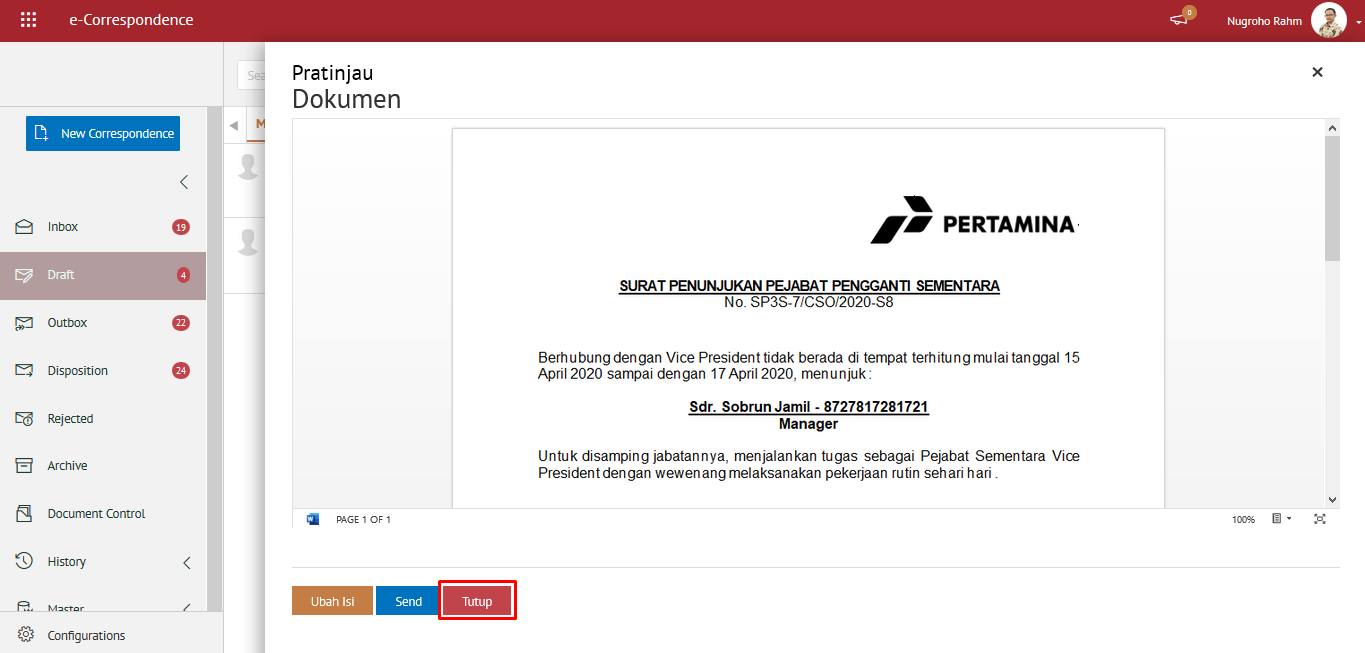 e-Correspondence
0
Nugroho Rahm
Pratinjau
Dokumen
New Correspondence
Inbox 19
Draft 4
Outbox 22
Disposition 24
Rejected
Archive
Document Control
History
Master
Configurations
Sea
M
PERTAMINA
SURAT PENUNJUKAN PEJABAT PENGGANTI SEMENTARA
No. SP3S-7/CSO/2020-S8
Berhubung dengan Vice President tidak berada di tempat terhitung mulai tanggal 15
April 2020 sampai dengan 17 April 2020, menunjuk :
Sdr. Sobrun Jamil - 8727817281721
Manager
Untuk disamping jabatannya, menjalankan tugas sebagai Pejabat Sementara Vice
President dengan wewenang melaksanakan pekerjaan rutin sehari hari .
PAGE 1 OF 1
100%
Ubah Isi Send Tutup